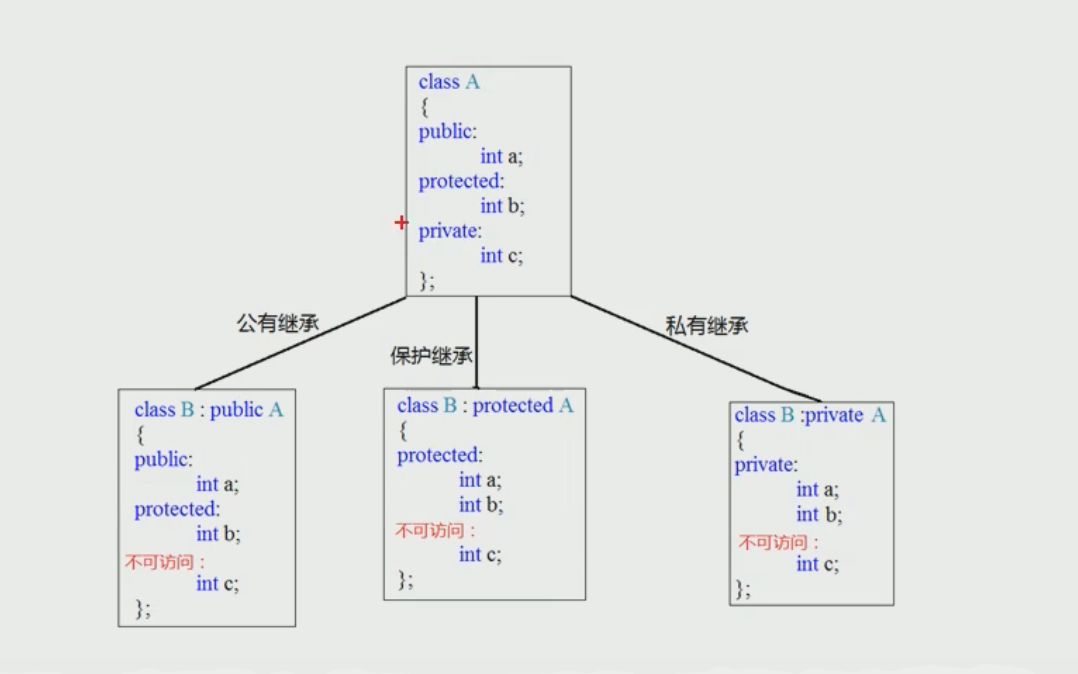 class A
{
public:
int a;
protected:
int b;
private:
int c;
};
公有继承
保护继承
私有继承
class B : public A
{
public:
int a;
protected:
int b;
不可访问：
int c;
};
class B : protected A
{
protected:
int a;
int b;
不可访问：
int c;
};
class B :private A
{
private:
int a;
int b;
不可访问：
int c;
};